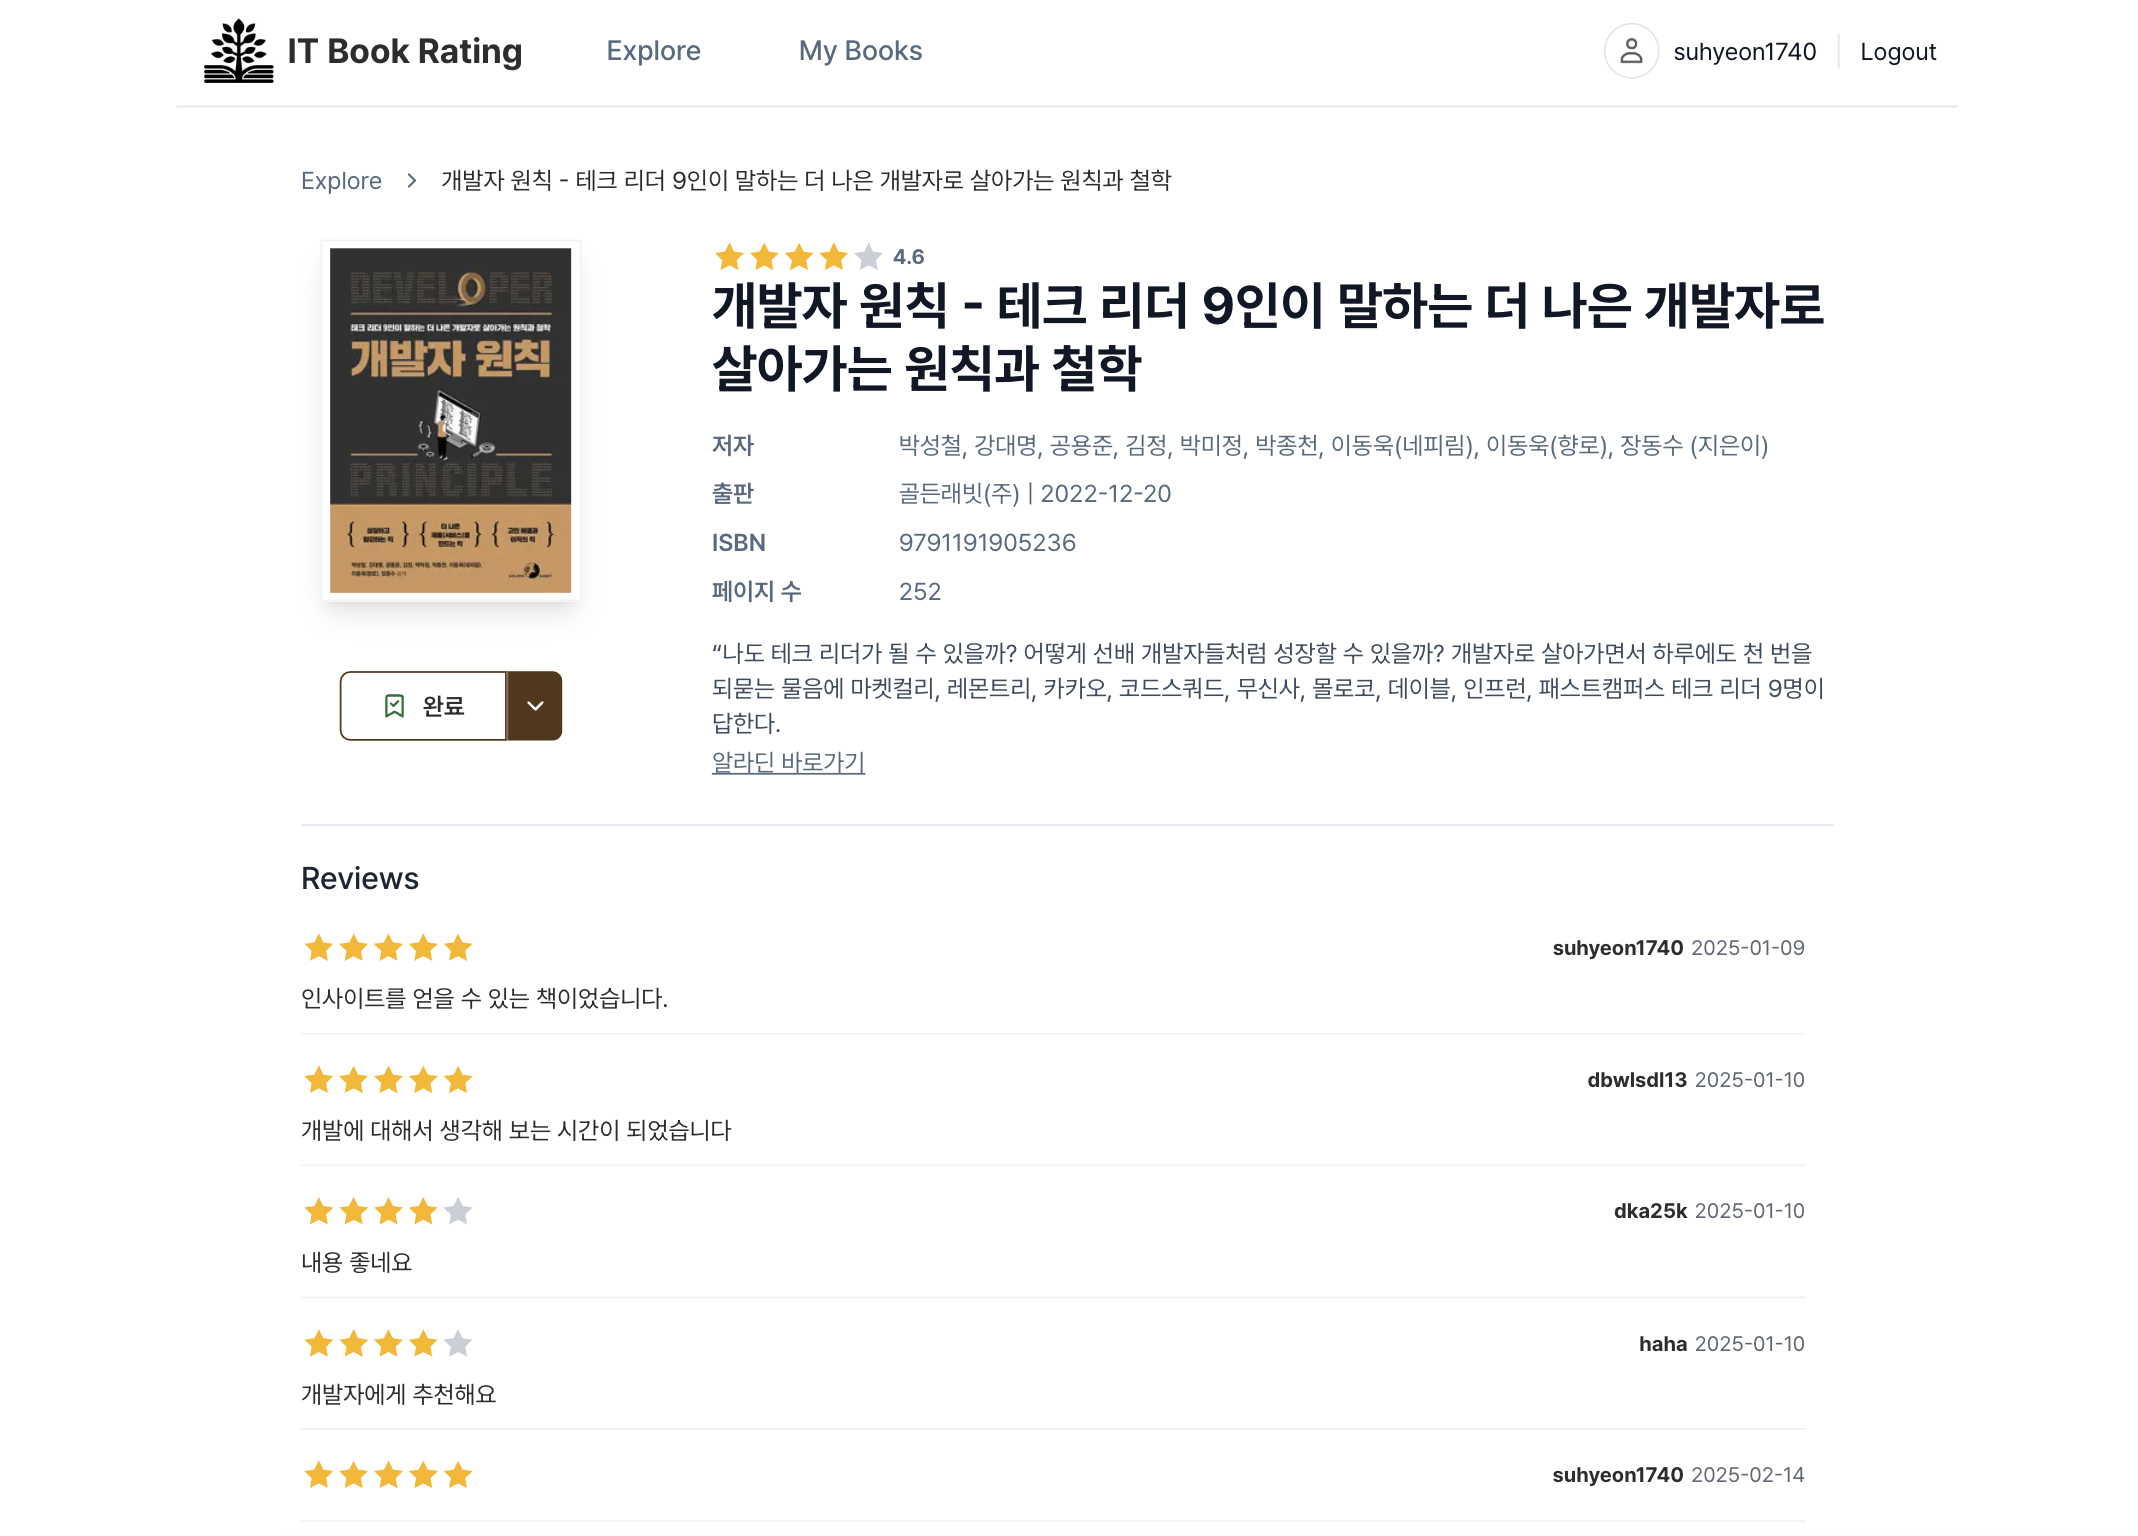 IT Book Rating
Explore
My Books
suhyeon1740
Logout
Explore > 개발자 원칙 - 테크 리더 9인이 말하는 더 나은 개발자로 살아가는 원칙과 철학
DEVELOPER
테크 리더 9인이 말하는 더 나은 개발자로 살아가는 원칙과 철학
개발자 원칙
PRINCIPLE
4.6
개발자 원칙 - 테크 리더 9인이 말하는 더 나은 개발자로
살아가는 원칙과 철학
저자 박성철, 강대명, 공용준, 김정, 박미정, 박종천, 이동욱(네피림), 이동욱(향로), 장동수 (지은이)
출판 골든래빗(주) | 2022-12-20
ISBN 9791191905236
페이지 수 252
“나도 테크 리더가 될 수 있을까? 어떻게 선배 개발자들처럼 성장할 수 있을까? 개발자로 살아가면서 하루에도 천 번을
되묻는 물음에 마켓컬리, 레몬트리, 카카오, 코드스쿼드, 무신사, 몰로코, 데이블, 인프런, 패스트캠퍼스 테크 리더 9명이
답한다.
알라딘 바로가기
완료
Reviews
suhyeon1740 2025-01-09
인사이트를 얻을 수 있는 책이었습니다.
dbwlsdl13 2025-01-10
개발에 대해서 생각해 보는 시간이 되었습니다
dka25k 2025-01-10
내용 좋네요
haha 2025-01-10
개발자에게 추천해요
suhyeon1740 2025-02-14